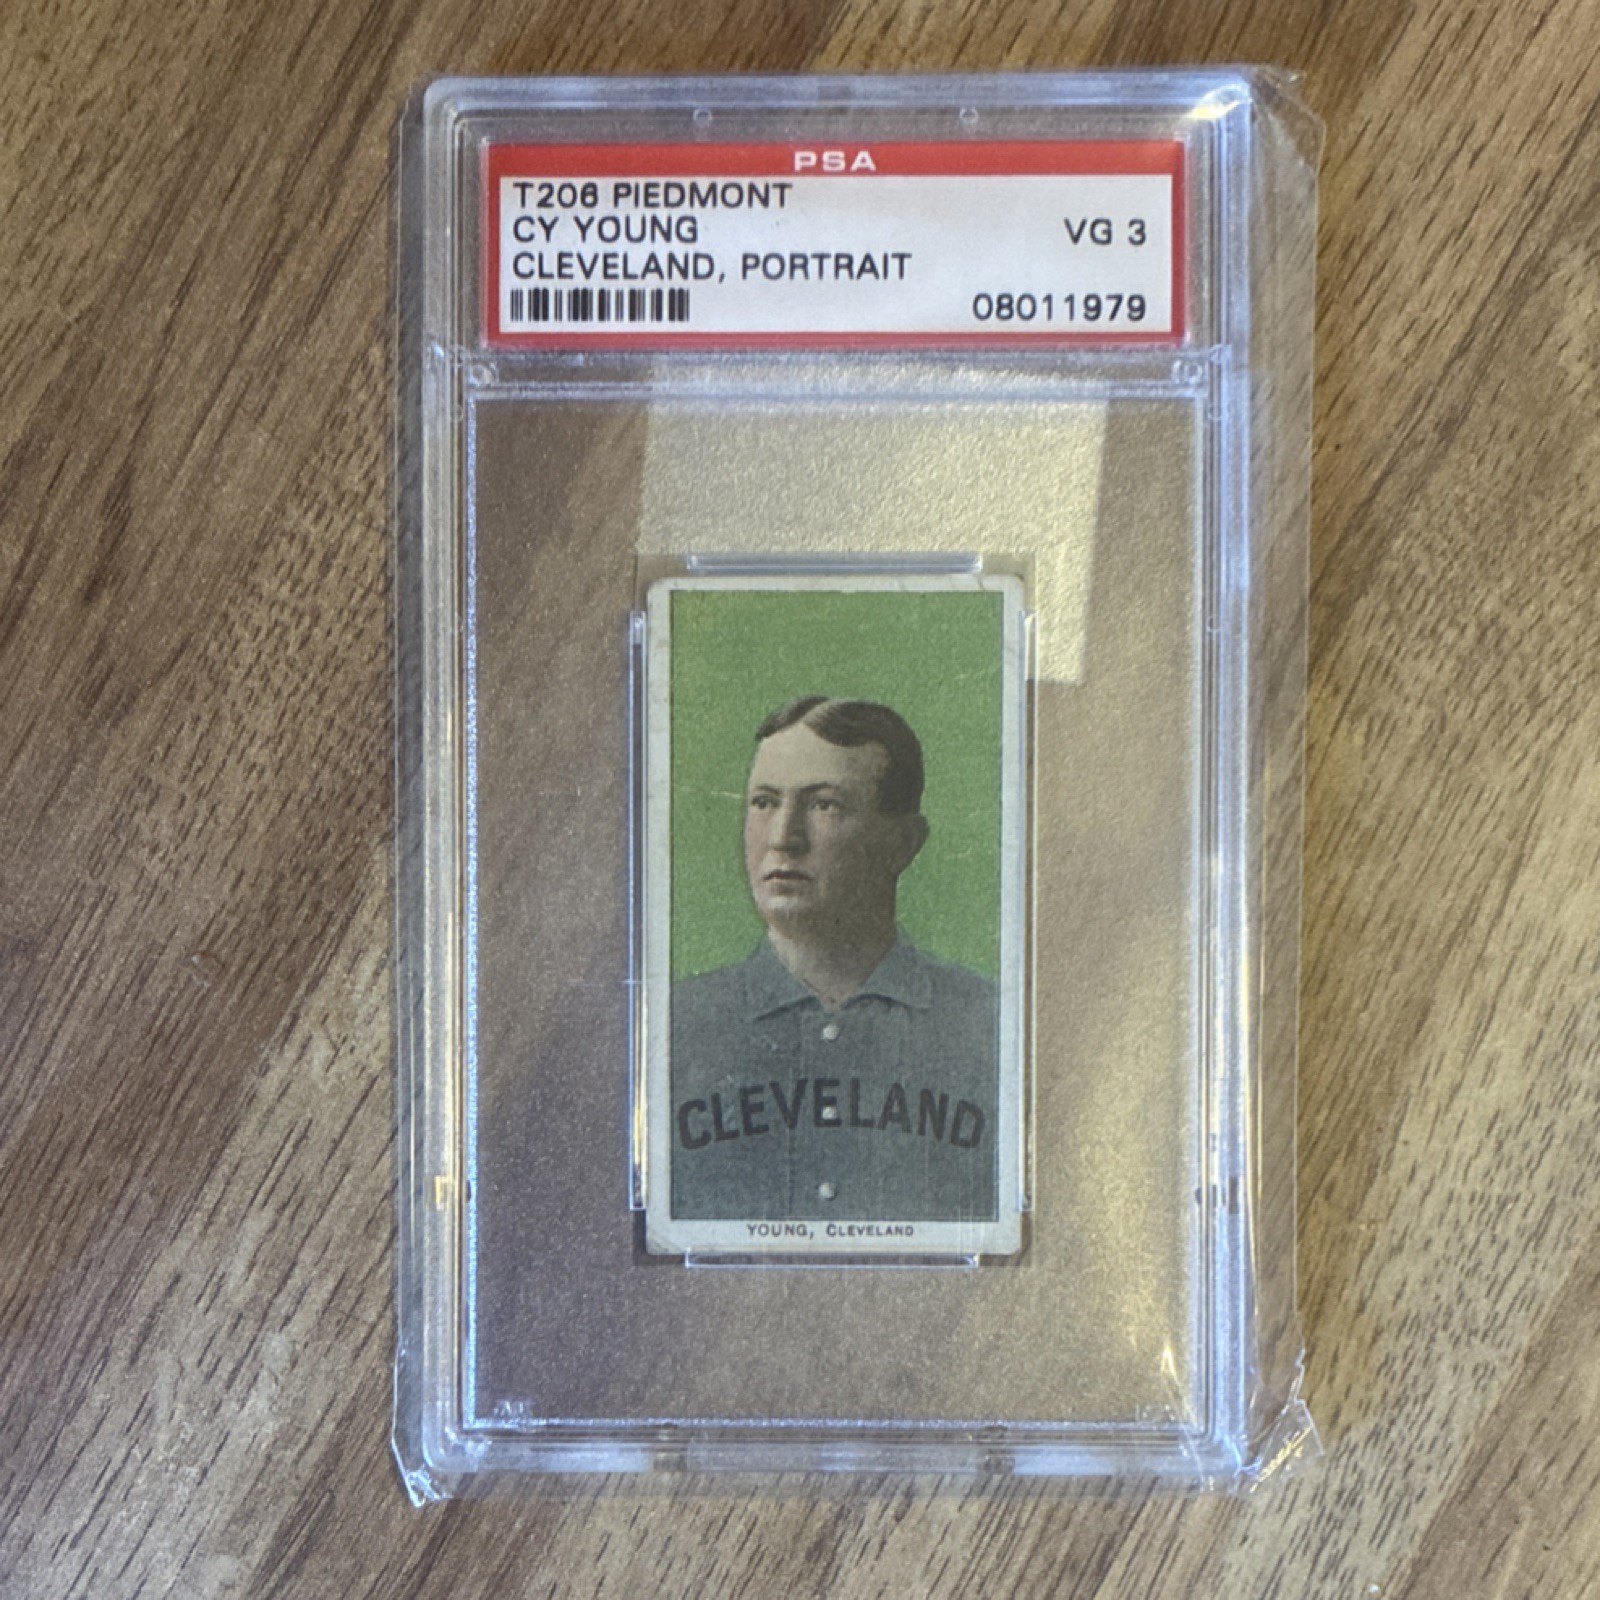 PSA
T206 PIEDMONT
CY YOUNG
VG 3
CLEVELAND, PORTRAIT
08011979
CLEVELAND
YOUNG, CLEVELAND